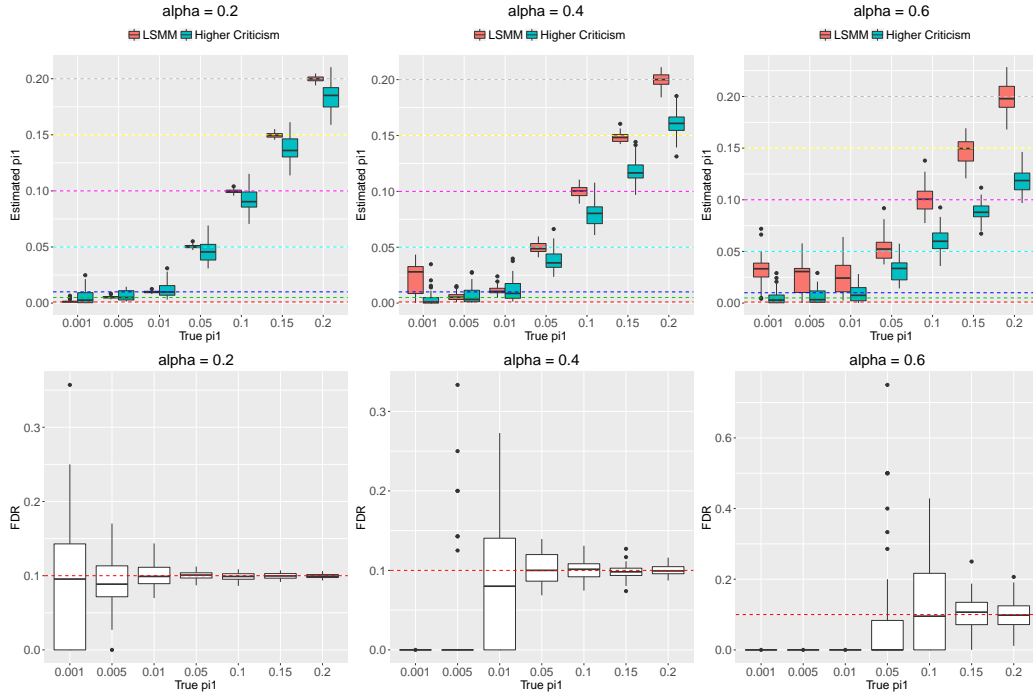 alpha = 0.2
LSMM Higher Criticism
Estimated pi1
0.20
0.15
0.10
0.05
0.00
0.001 0.005 0.01 0.05 0.1 0.15 0.2
True pi1
alpha = 0.4
LSMM Higher Criticism
Estimated pi1
0.20
0.15
0.10
0.05
0.00
0.001 0.005 0.01 0.05 0.1 0.15 0.2
True pi1
alpha = 0.6
LSMM Higher Criticism
Estimated pi1
0.20
0.15
0.10
0.05
0.00
0.001 0.005 0.01 0.05 0.1 0.15 0.2
True pi1
alpha = 0.2
FDR
0.3
0.2
0.1
0.0
0.001 0.005 0.01 0.05 0.1 0.15 0.2
True pi1
alpha = 0.4
FDR
0.3
0.2
0.1
0.0
0.001 0.005 0.01 0.05 0.1 0.15 0.2
True pi1
alpha = 0.6
FDR
0.6
0.4
0.2
0.0
0.001 0.005 0.01 0.05 0.1 0.15 0.2
True pi1